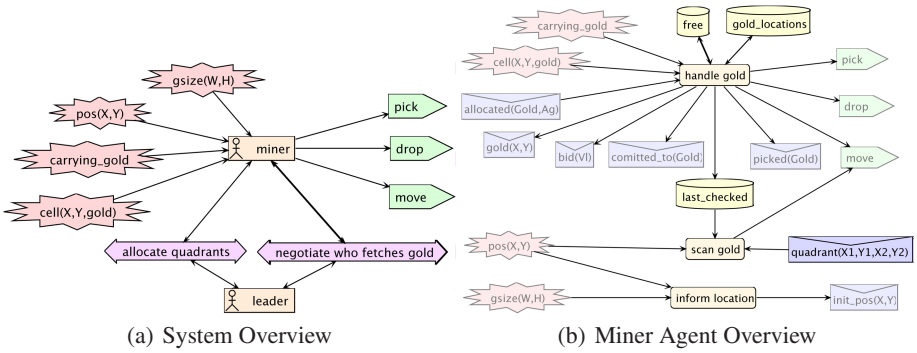 gsize(W,H)
pos(X,Y)
carrying_gold
cell(X,Y,gold)
miner
pick
drop
move
allocate quadrants
negotiate who fetches gold
leader
(a) System Overview
carrying_gold
free
gold_locations
cell(X,Y,gold)
handle gold
pick
allocated(Gold,Ag)
drop
gold(X,Y)
bid(Vl)
comitted_to(Gold)
picked(Gold)
move
last_checked
pos(X,Y)
scan gold
quadrant(X1,Y1,X2,Y2)
gsize(W,H)
inform location
init_pos(X,Y)
(b) Miner Agent Overview